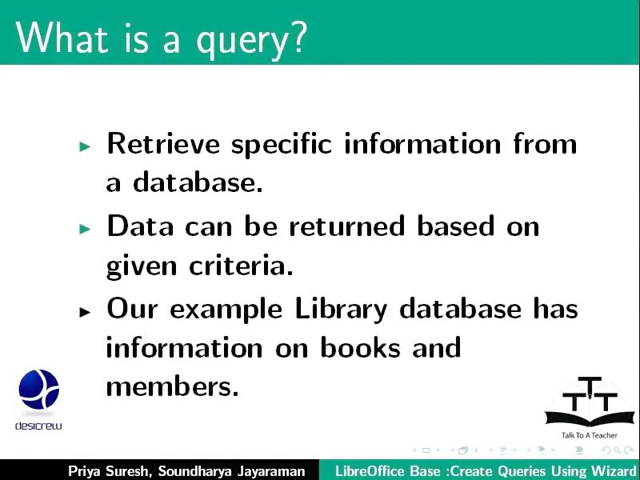 What is a query?
Retrieve specific information from
a database.
Data can be returned based on
given criteria.
Our example Library database has
information on books and
members.
desicrew
TTT
Talk To A Teacher
Priya Suresh, Soundharya Jayaraman
LibreOffice Base :Create Queries Using Wizard